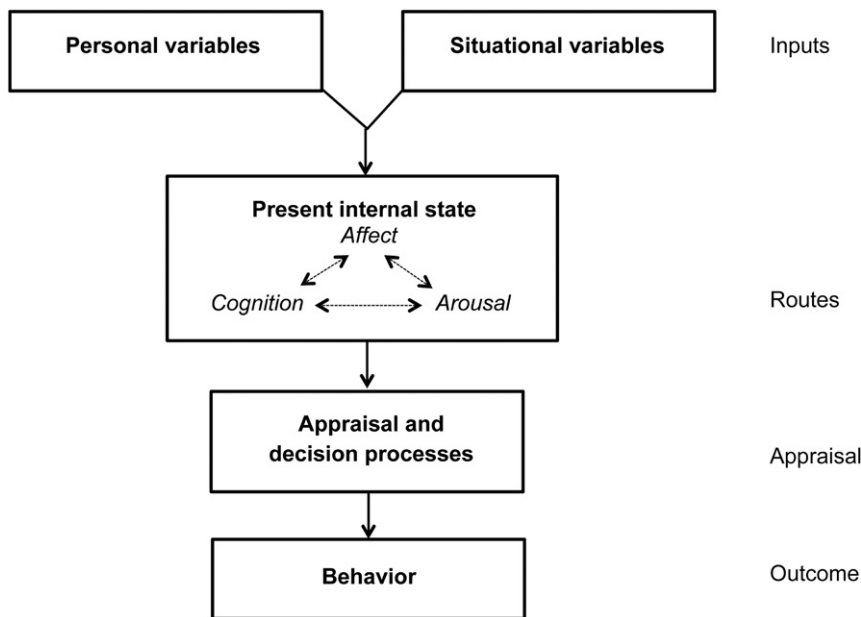 Personal variables
Situational variables
Inputs
Present internal state
Affect
Cognition
Arousal
Routes
Appraisal and
decision processes
Appraisal
Behavior
Outcome